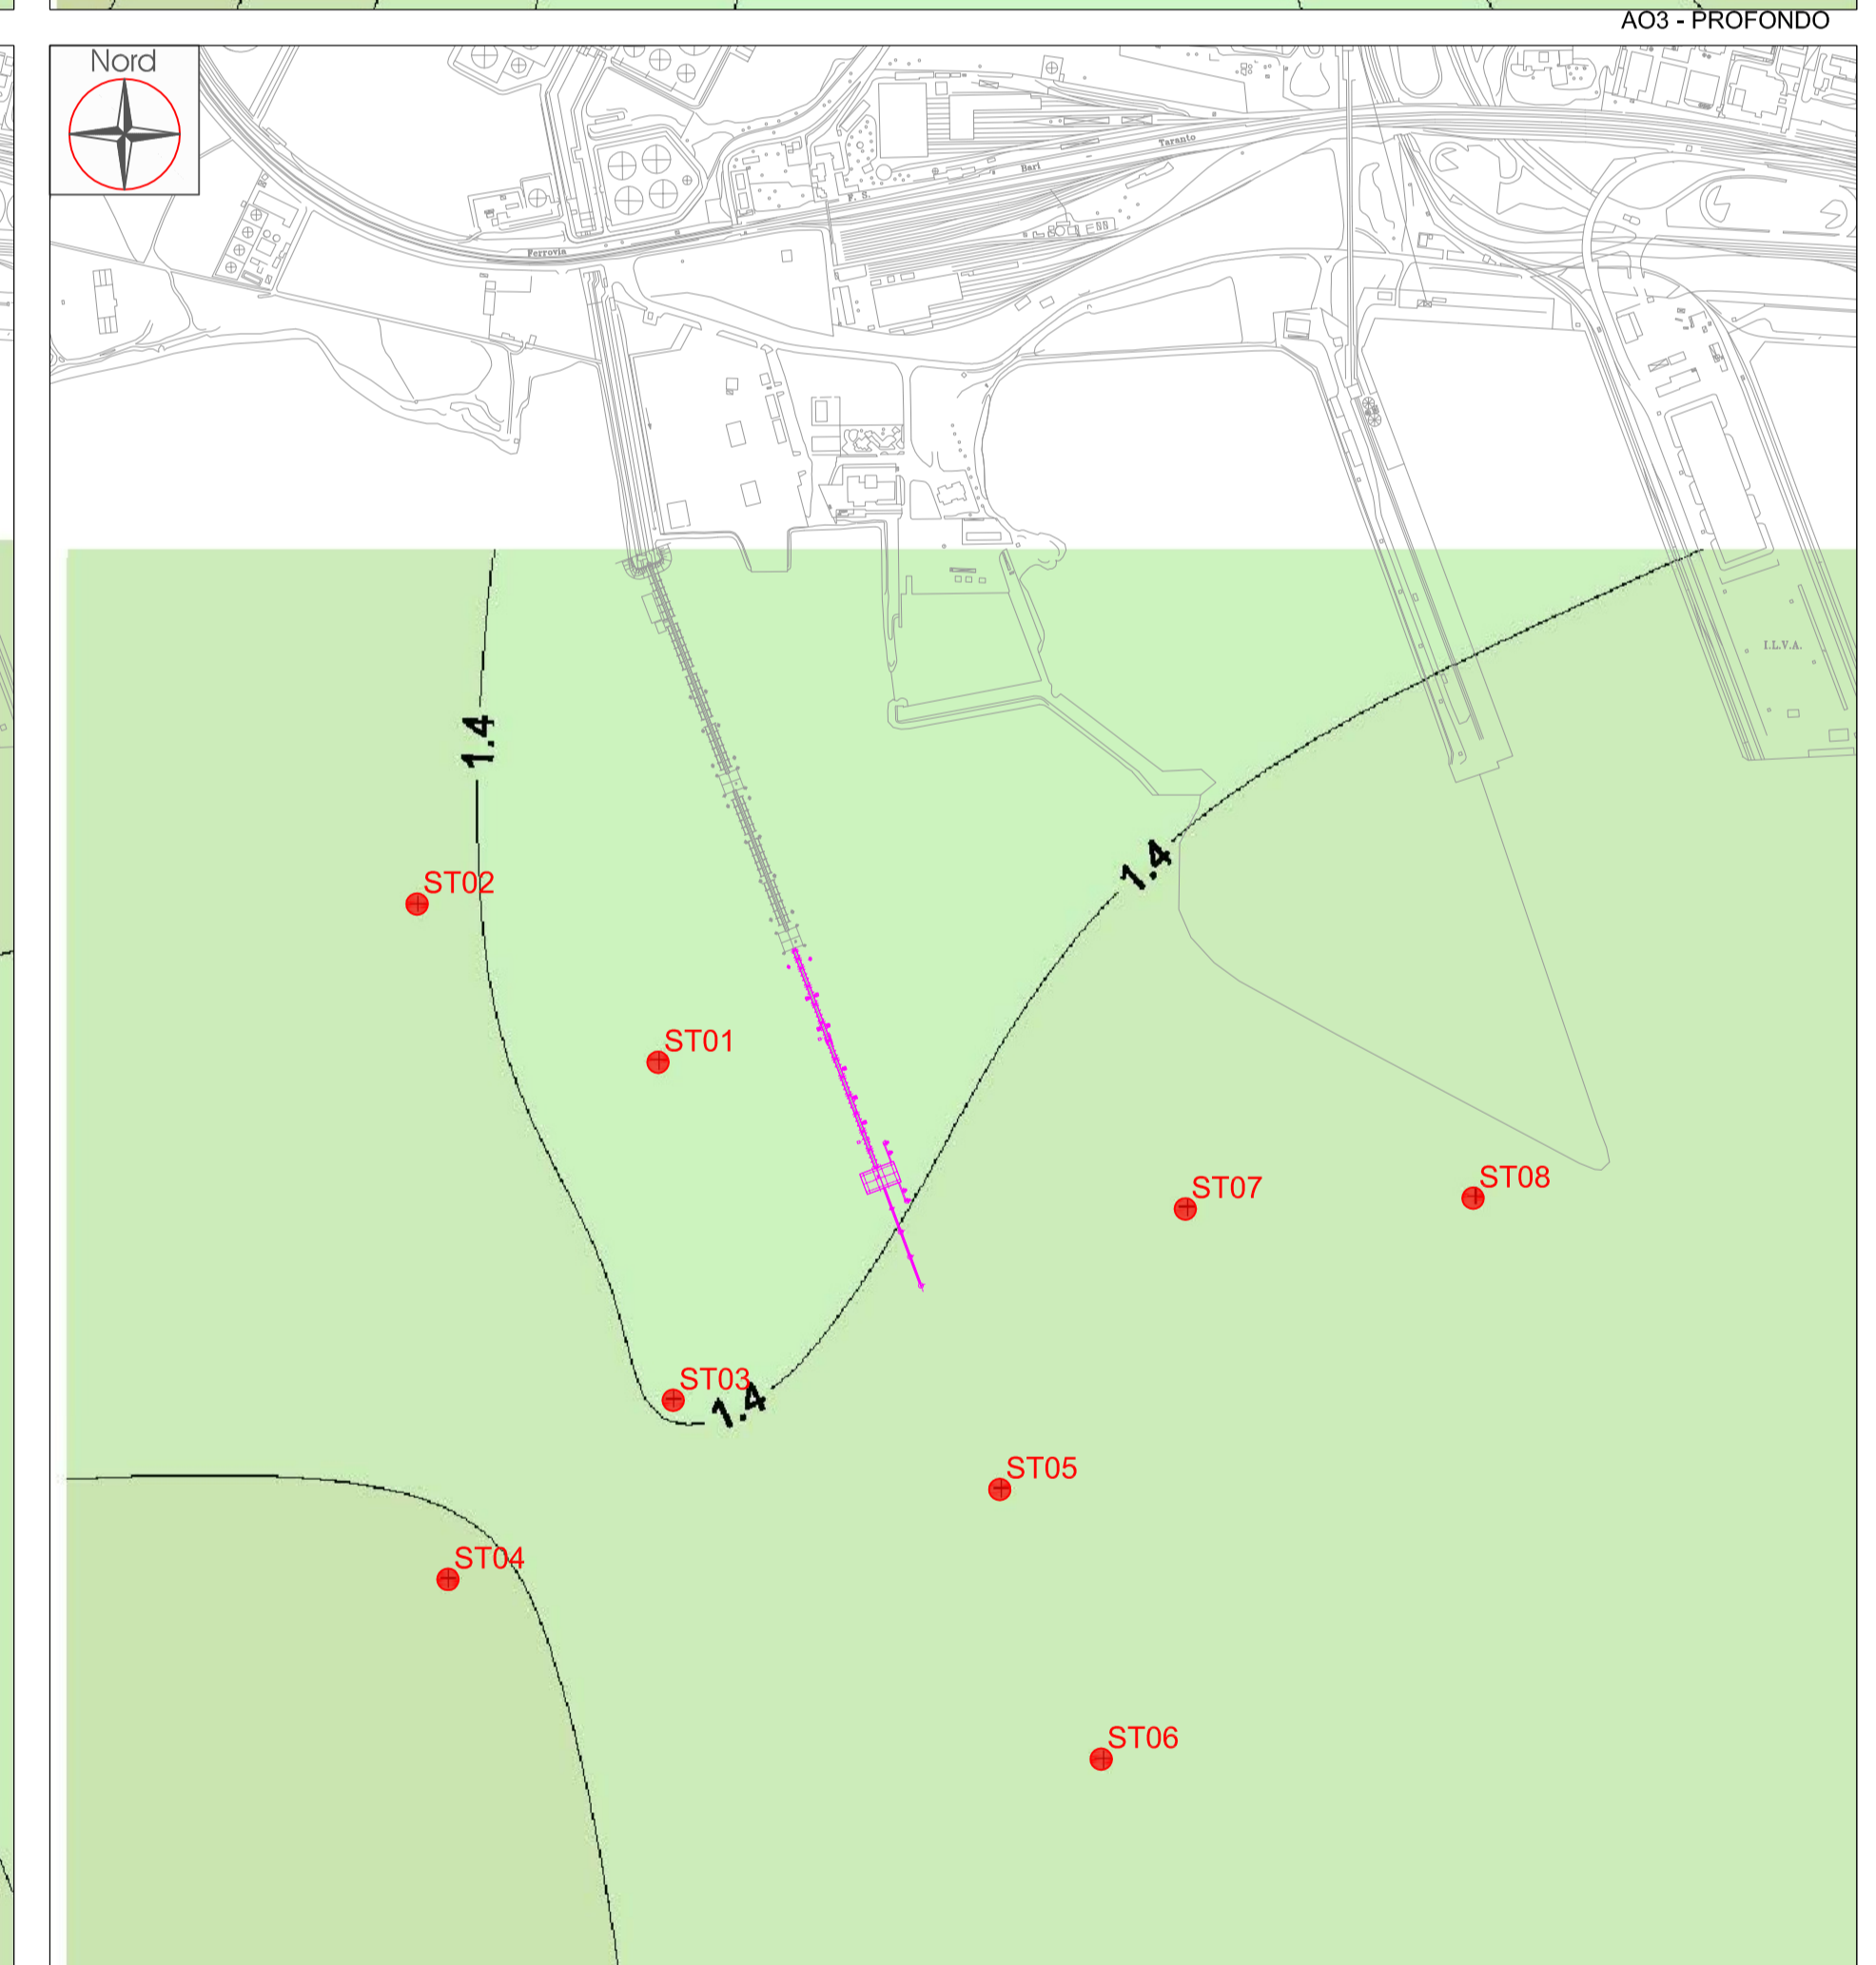 AO3 - PROFONDO
Nord
Taranto
Bari
F. S.
Ferrovia
I.L.V.A.
1.4
1.4
ST02
ST01
ST07
ST08
ST03
1.4
ST05
ST04
ST06